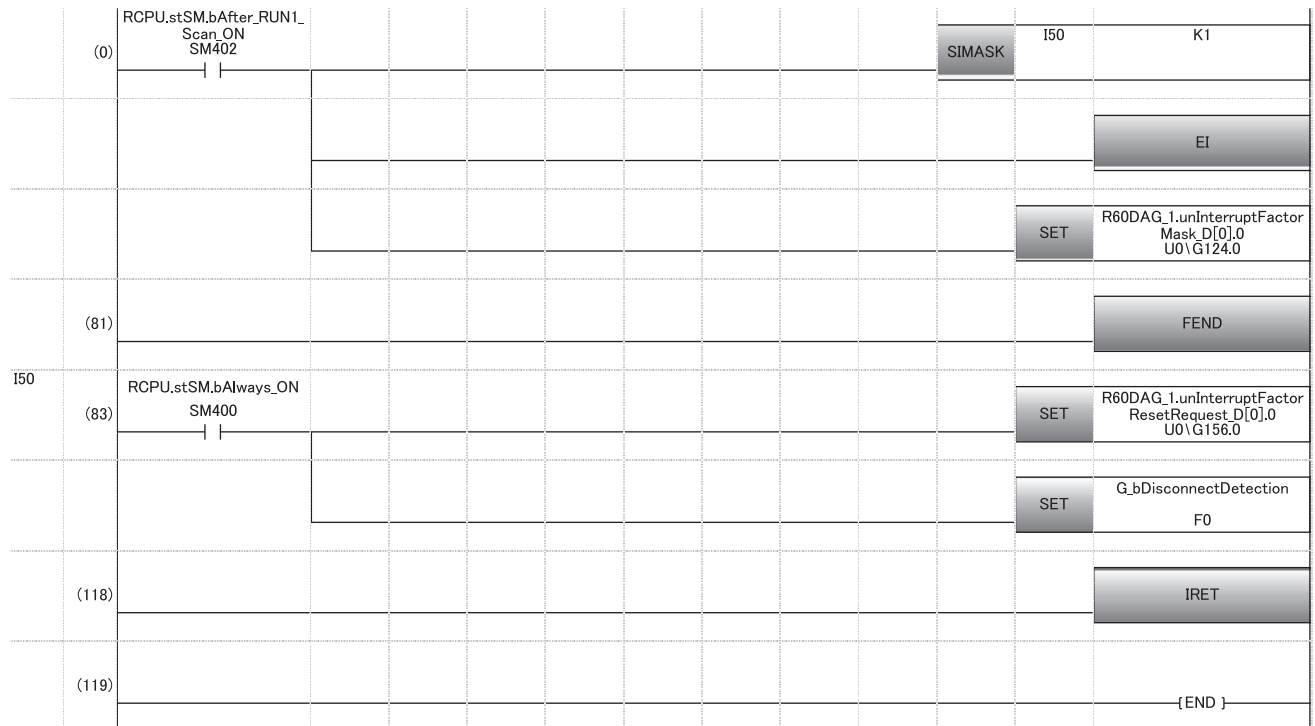 RCPU.stSM.bAfter_RUN1_
Scan_ON
SM402
(0)
SIMASK
I50
K1
EI
SET
R60DAG_1.unInterruptFactor
Mask_D[0].0
U0\G124.0
(81)
FEND
I50
RCPU.stSM.bAlways_ON
SM400
(83)
SET
R60DAG_1.unInterruptFactor
ResetRequest_D[0].0
U0\G156.0
SET
G_bDisconnectDetection
F0
(118)
IRET
(119)
[END]